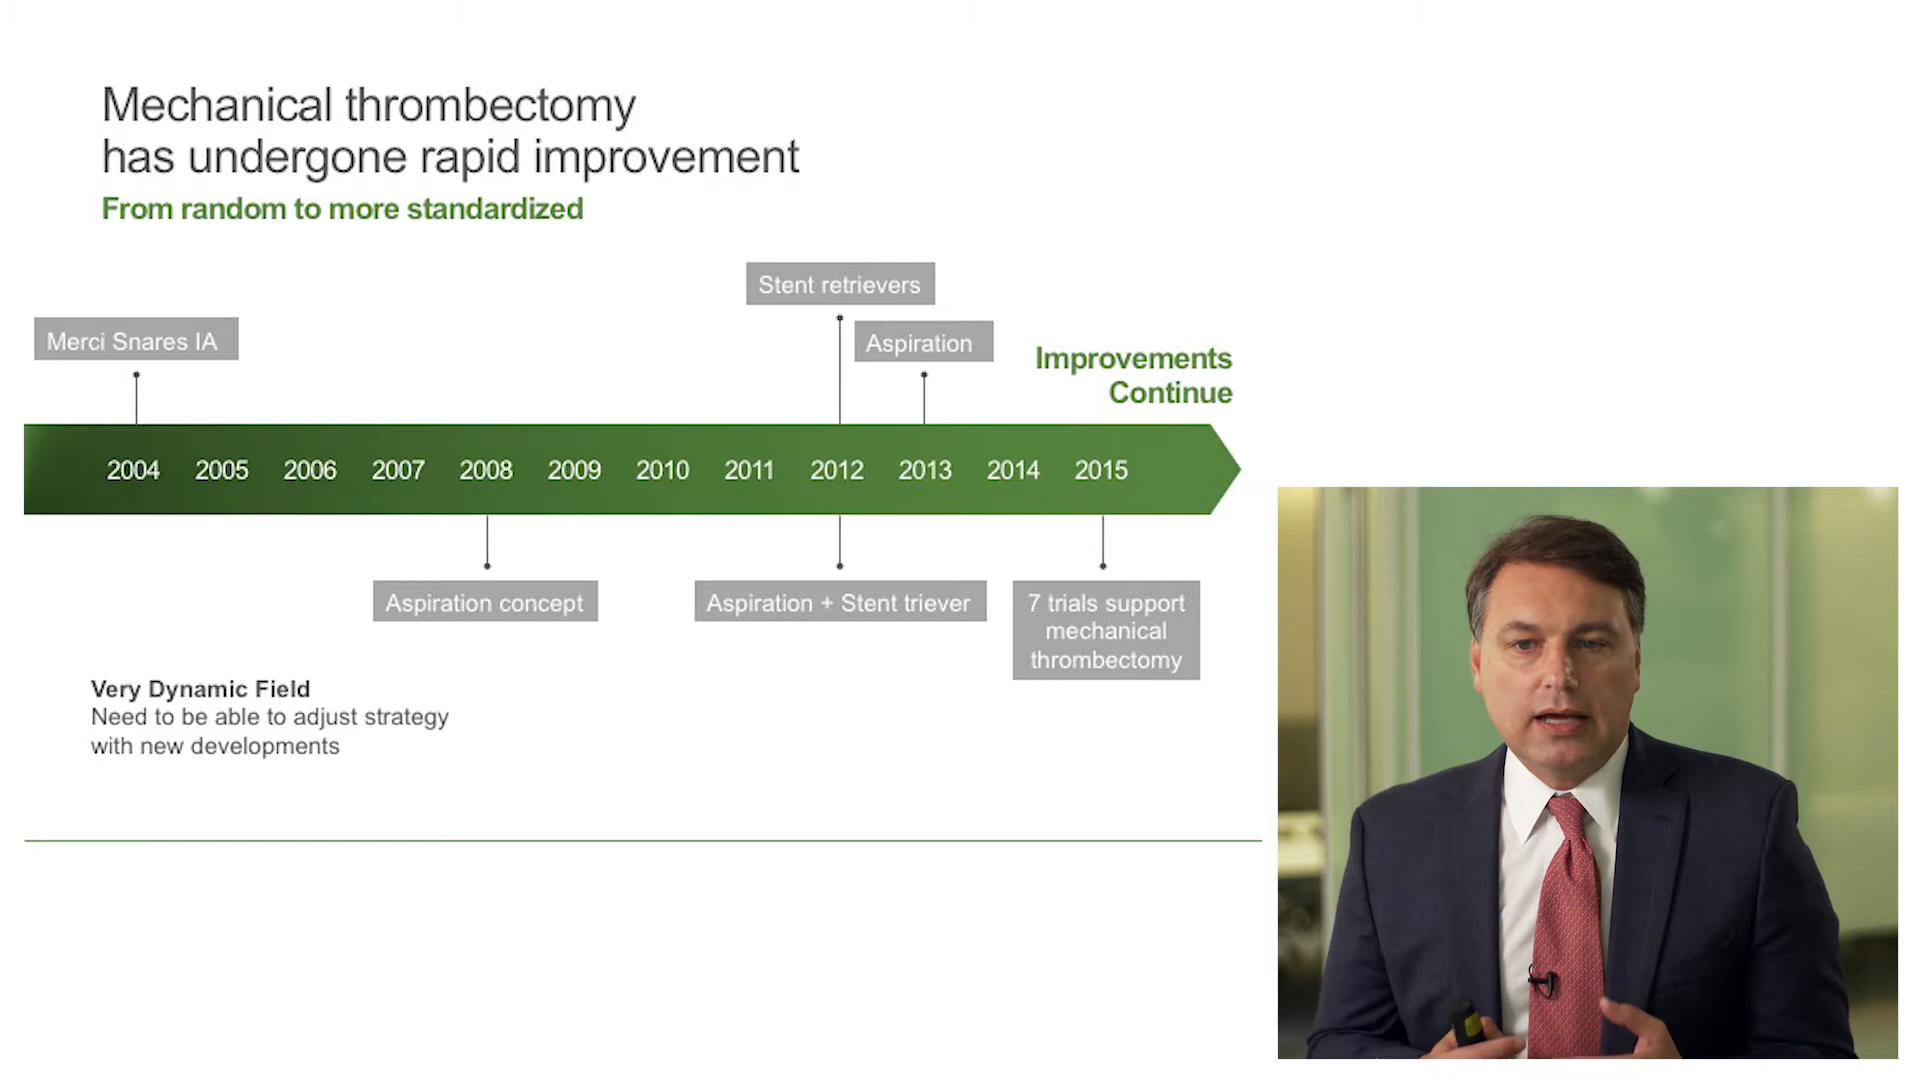 Mechanical thrombectomy
has undergone rapid improvement
From random to more standardized
Stent retrievers
Merci Snares IA
Aspiration
Improvements
Continue
2004 2005 2006 2007 2008 2009 2010 2011 2012 2013 2014 2015
Aspiration concept
Aspiration + Stent triever
7 trials support
mechanical
thrombectomy
Very Dynamic Field
Need to be able to adjust strategy
with new developments